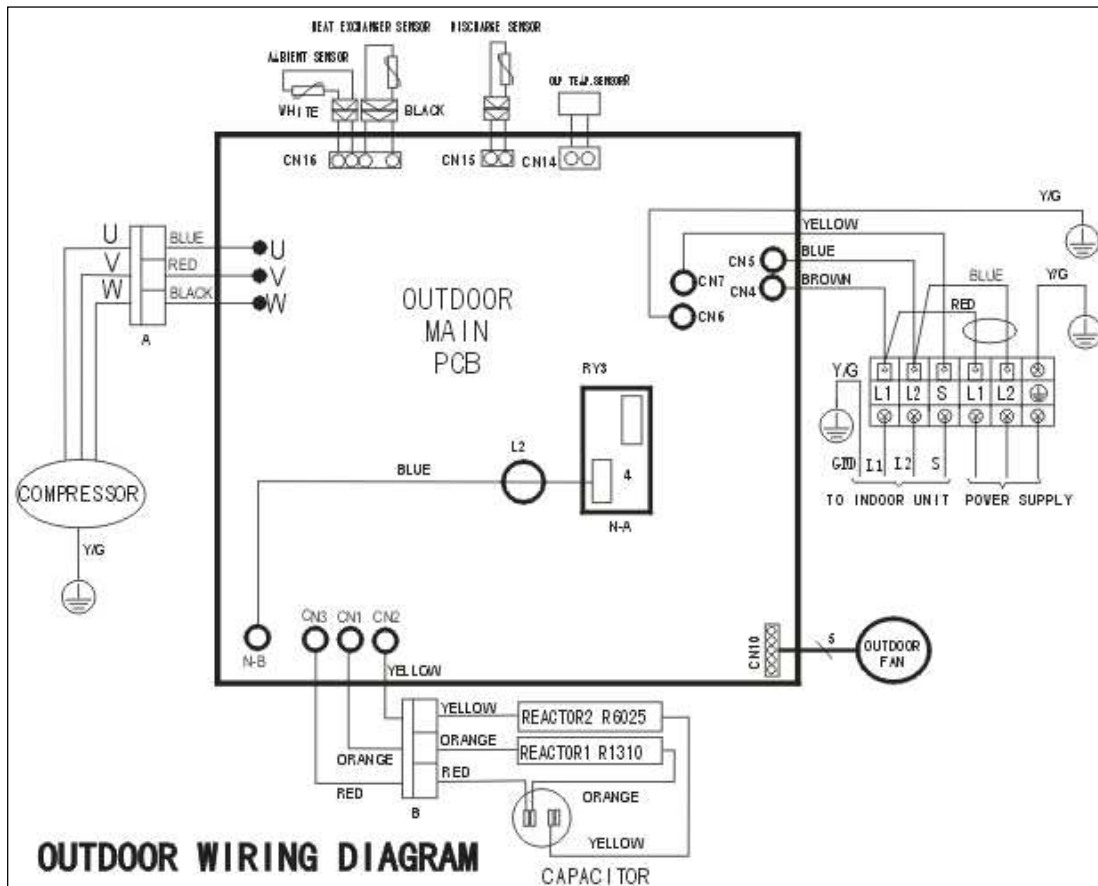 HEAT EXCHANGER SENSOR
DISCHARGE SENSOR
AMBIENT SENSOR
OLP TEMP.SENSOR
WHITE
BLACK
CN16
CN15
CN14
Y/G
YELLOW
BLUE
BROWN
CN5
CN4
CN7
CN6
BLUE
RED
Y/G
Y/G
L1 L2 S L1 L2
GND L1 L2 S
TO INDOOR UNIT
POWER SUPPLY
U
V
W
BLUE
RED
BLACK
U
V
W
A
OUTDOOR
MAIN
PCB
RY3
L2
4
N-A
BLUE
COMPRESSOR
Y/G
N-B
CN3
CN1
CN2
YELLOW
CN10
5
OUTDOOR
FAN
YELLOW
REACTOR2 R6025
ORANGE
REACTOR1 R1310
RED
ORANGE
RED
B
ORANGE
YELLOW
CAPACITOR
OUTDOOR WIRING DIAGRAM